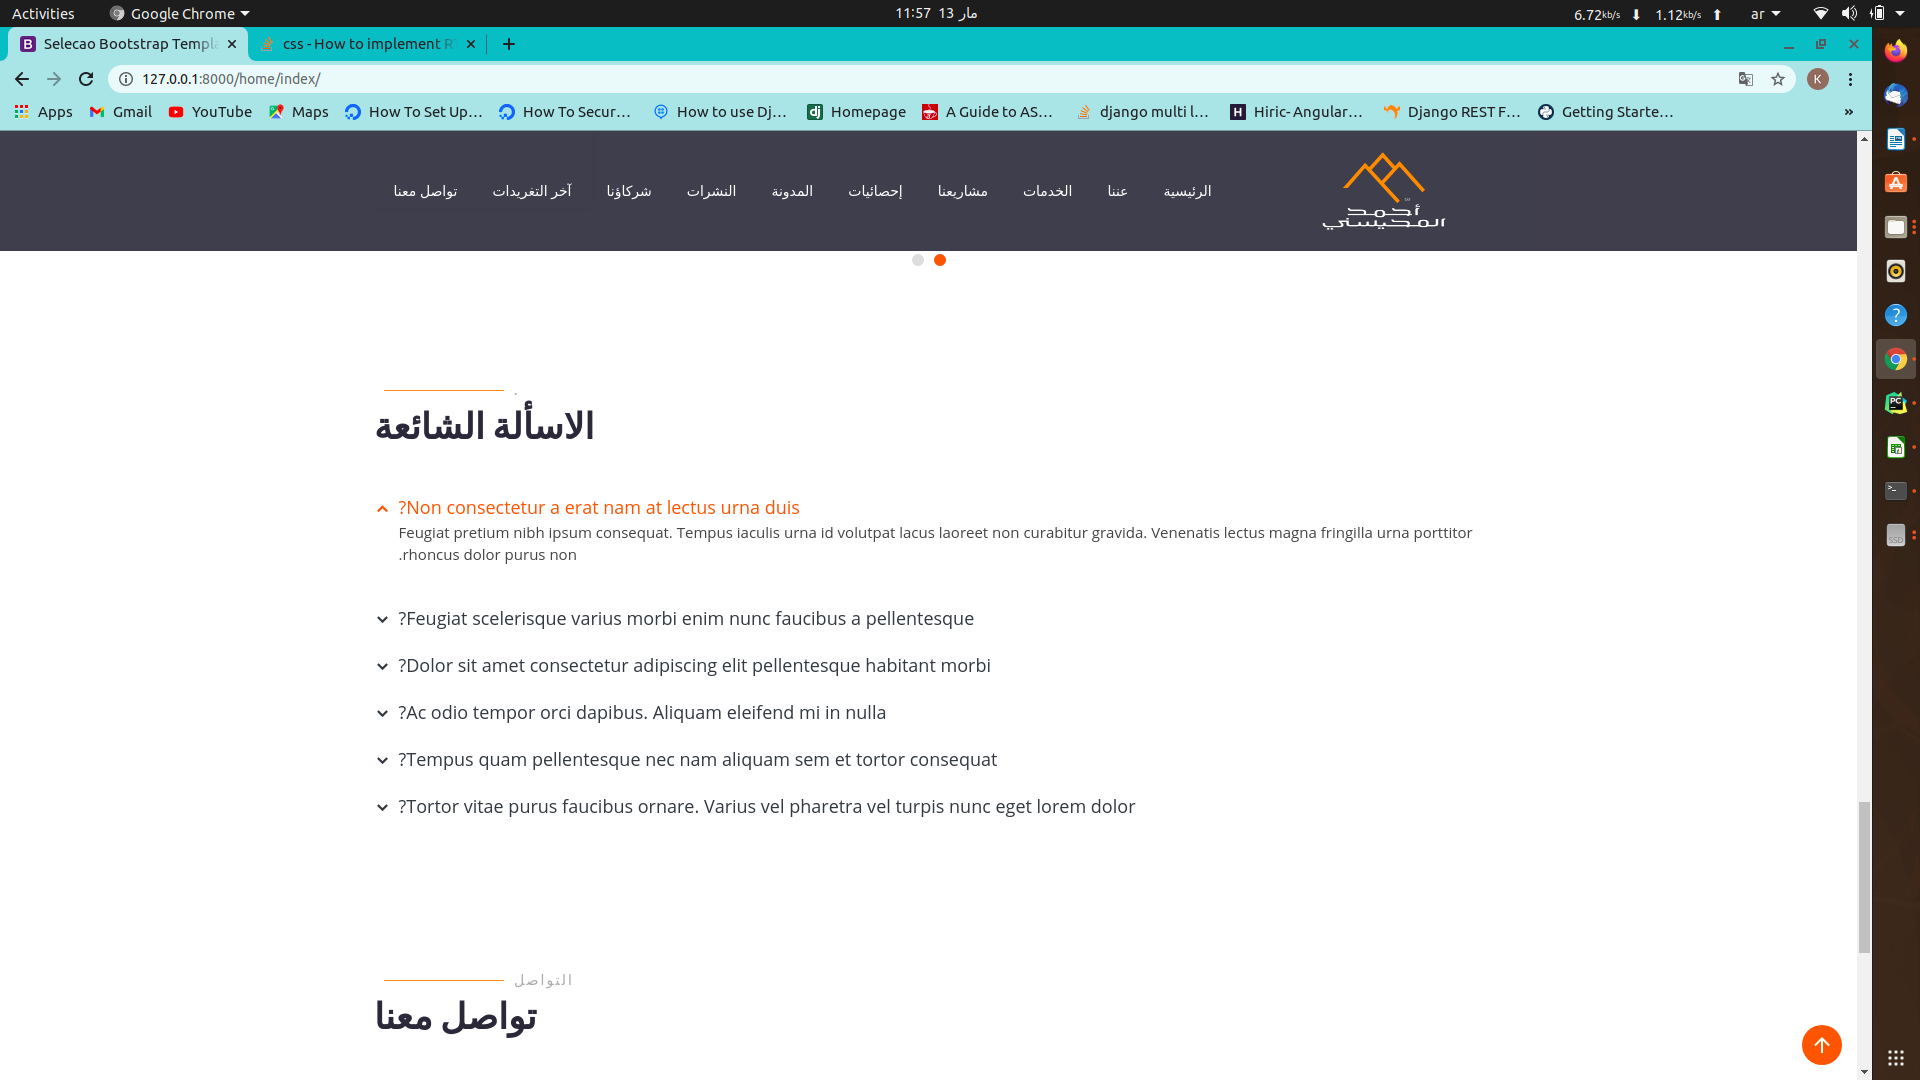 Activities
Google Chrome
11:57 13 مار
6.72kb/s
1.12kb/s
ar
Selecao Bootstrap Templa
css - How to implement R
127.0.0.1:8000/home/index/
K
Apps
Gmail
YouTube
Maps
How To Set Up...
How To Secur...
How to use Dj...
Homepage
A Guide to AS...
django multi l...
Hiric- Angular...
Django REST F...
Getting Starte...
»
الرئيسية
عننا
الخدمات
مشاريعنا
إحصائيات
المدونة
النشرات
شركاؤنا
آخر التغريدات
تواصل معنا
أحمد
المكيستي
.
الاسألة الشائعة
?Non consectetur a erat nam at lectus urna duis
Feugiat pretium nibh ipsum consequat. Tempus iaculis urna id volutpat lacus laoreet non curabitur gravida. Venenatis lectus magna fringilla urna porttitor
.rhoncus dolor purus non
?Feugiat scelerisque varius morbi enim nunc faucibus a pellentesque
?Dolor sit amet consectetur adipiscing elit pellentesque habitant morbi
?Ac odio tempor orci dapibus. Aliquam eleifend mi in nulla
?Tempus quam pellentesque nec nam aliquam sem et tortor consequat
?Tortor vitae purus faucibus ornare. Varius vel pharetra vel turpis nunc eget lorem dolor
التواصل
تواصل معنا